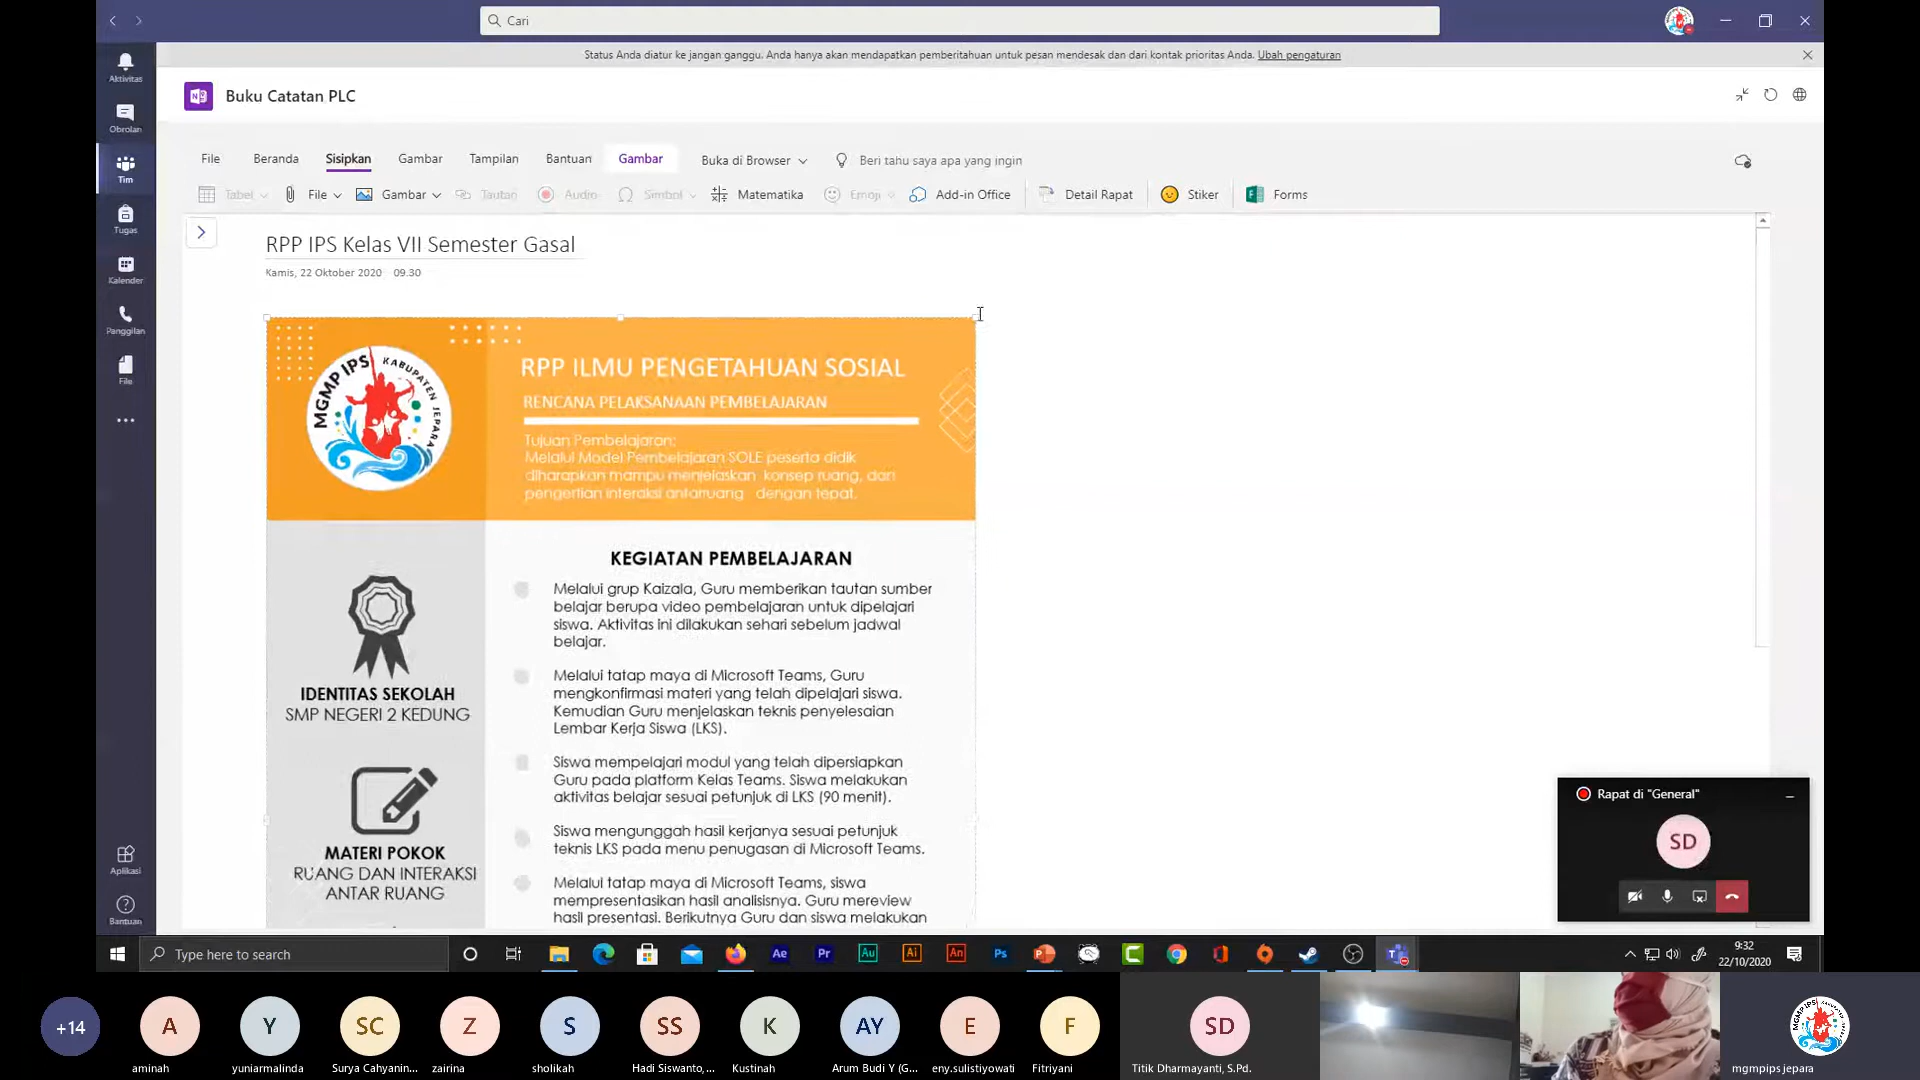 Cari
Status Anda diatur ke jangan ganggu. Anda hanya akan mendapatkan pemberitahuan untuk pesan mendesak dan dari kontak prioritas Anda. Ubah pengaturan
Aktivitas
Obrolan
Tim
Tugas
Kalender
Panggilan
File
Aplikasi
Bantuan
Buku Catatan PLC
File Beranda Sisipkan Gambar Tampilan Bantuan Gambar Buka di Browser Beri tahu saya apa yang ingin
Tabel File Gambar Tautan Audio Simbol Matematika Emoji Add-in Office Detail Rapat Stiker Forms
RPP IPS Kelas VII Semester Gasal
Kamis, 22 Oktober 2020 09.30
MGMP IPS KABUPATEN JEPARA
RPP ILMU PENGETAHUAN SOSIAL
RENCANA PELAKSANAAN PEMBELAJARAN
Tujuan Pembelajaran:
Melalui Model Pembelajaran SOLE peserta didik
diharapkan mampu menjelaskan konsep ruang, dan
pengertian interaksi antarruang dengan tepat.
IDENTITAS SEKOLAH
SMP NEGERI 2 KEDUNG
MATERI POKOK
RUANG DAN INTERAKSI
ANTAR RUANG
KEGIATAN PEMBELAJARAN
Melalui grup Kaizala, Guru memberikan tautan sumber
belajar berupa video pembelajaran untuk dipelajari
siswa. Aktivitas ini dilakukan sehari sebelum jadwal
belajar.
Melalui tatap maya di Microsoft Teams, Guru
mengkonfirmasi materi yang telah dipelajari siswa.
Kemudian Guru menjelaskan teknis penyelesaian
Lembar Kerja Siswa (LKS).
Siswa mempelajari modul yang telah dipersiapkan
Guru pada platform Kelas Teams. Siswa melakukan
aktivitas belajar sesuai petunjuk di LKS (90 menit).
Siswa mengunggah hasil kerjanya sesuai petunjuk
teknis LKS pada menu penugasan di Microsoft Teams.
Melalui tatap maya di Microsoft Teams, siswa
mempresentasikan hasil analisisnya. Guru mereview
hasil presentasi. Berikutnya Guru dan siswa melakukan
Rapat di "General"
SD
Type here to search
Ae Pr Au Ai An Ps
9:32
22/10/2020
+14 A Y SC Z S SS K AY E F SD
aminah yuniarmalinda Surya Cahyanin... zairina sholikah Hadi Siswanto,... Kustinah Arum Budi Y (G... eny.sulistiyowati Fitriyani Titik Dharmayanti, S.Pd. mgmpips jepara
MGMP IPS